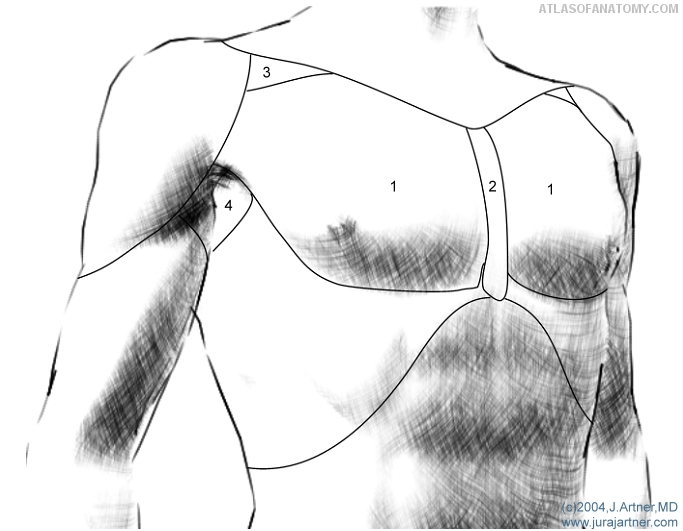 ATLASOFANATOMY.COM
3
1
2
1
4
(c)2004,J.Artner,MD
www.jurajartner.com